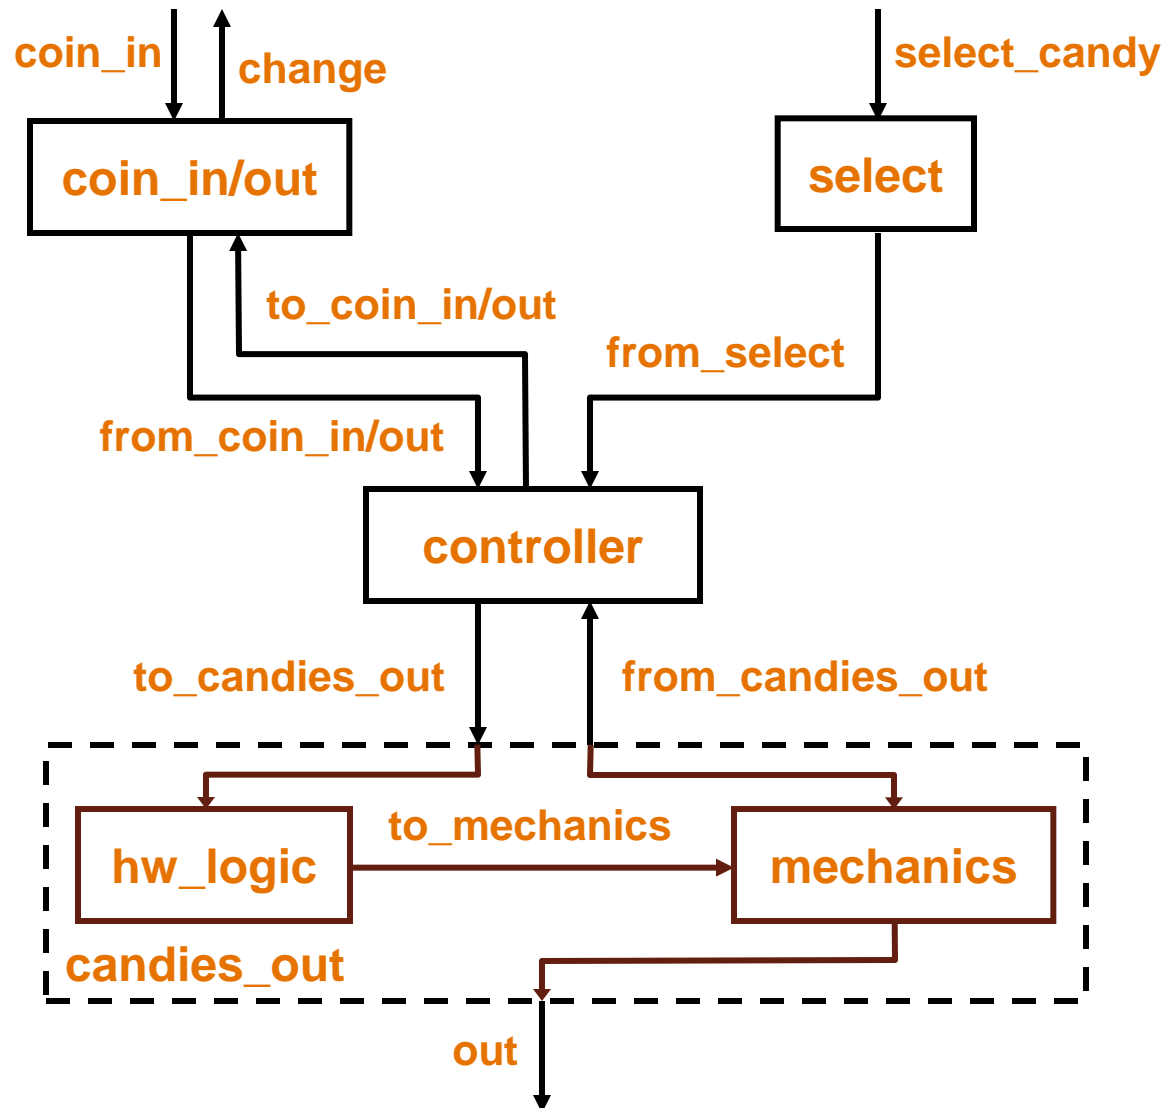 coin_in
change
select_candy
coin_in/out
select
to_coin_in/out
from_select
from_coin_in/out
controller
to_candies_out
from_candies_out
to_mechanics
hw_logic
mechanics
candies_out
out